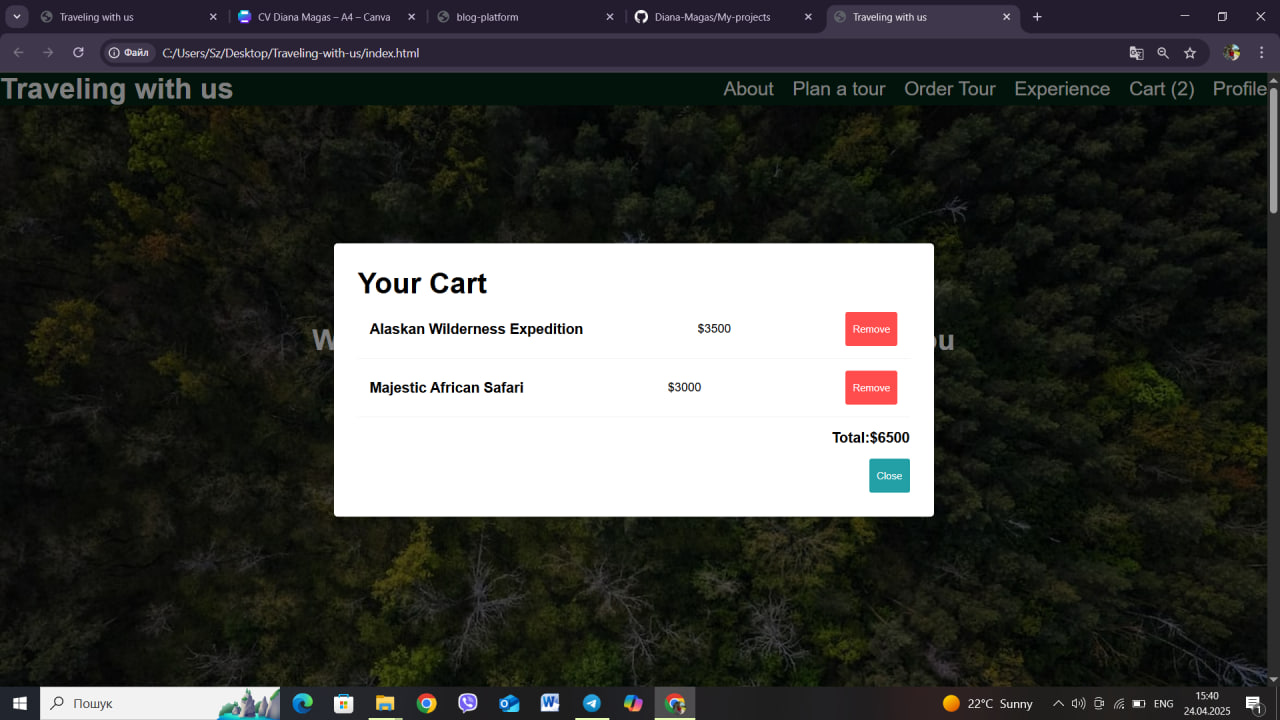 Traveling with us
CV Diana Magas – A4 – Canva
blog-platform
Diana-Magas/My-projects
Traveling with us
Файл
C:/Users/Sz/Desktop/Traveling-with-us/index.html
Traveling with us
About
Plan a tour
Order Tour
Experience
Cart (2)
Profile
Your Cart
Alaskan Wilderness Expedition
$3500
Remove
Majestic African Safari
$3000
Remove
Total:$6500
Close
Пошук
22°C Sunny
ENG
15:40
24.04.2025
1